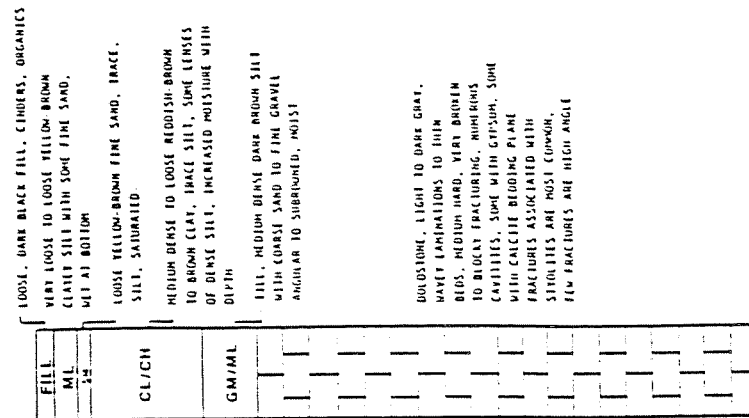 LOOSE, DARK BLACK FILL, CINDERS, ORGANICS
VERY LOOSE TO LOOSE YELLOW-BROWN
CLAYEY SILT WITH SOME FINE SAND,
WET AT BOTTOM
LOOSE YELLOW-BROWN FINE SAND, TRACE,
SILT, SATURATED
MEDIUM DENSE TO LOOSE REDDISH-BROWN
TO BROWN CLAY, TRACE SILT, SOME LENSES
OF DENSE SILT, INCREASED MOISTURE WITH
DEPTH
TILL, MEDIUM DENSE DARK BROWN SILT
WITH COARSE SAND TO FINE GRAVEL
ANGULAR TO SUBROWNED, MOIST
DOLOSTONE, LIGHT TO DARK GRAY,
WAVEY LAMINATIONS TO THIN
BEDS, MEDIUM HARD, VERY BROKEN
TO BLOCKY FRACTURING, NUMEROUS
CAVITIES, SOME WITH GYPSUM, SOME
WITH CALCITE BEDDING PLANE
FRACTURES ASSOCIATED WITH
STYOLITES ARE MOST COMMON,
FEW FRACTURES ARE HIGH ANGLE
FILL
ML
CL/CH
GM/ML